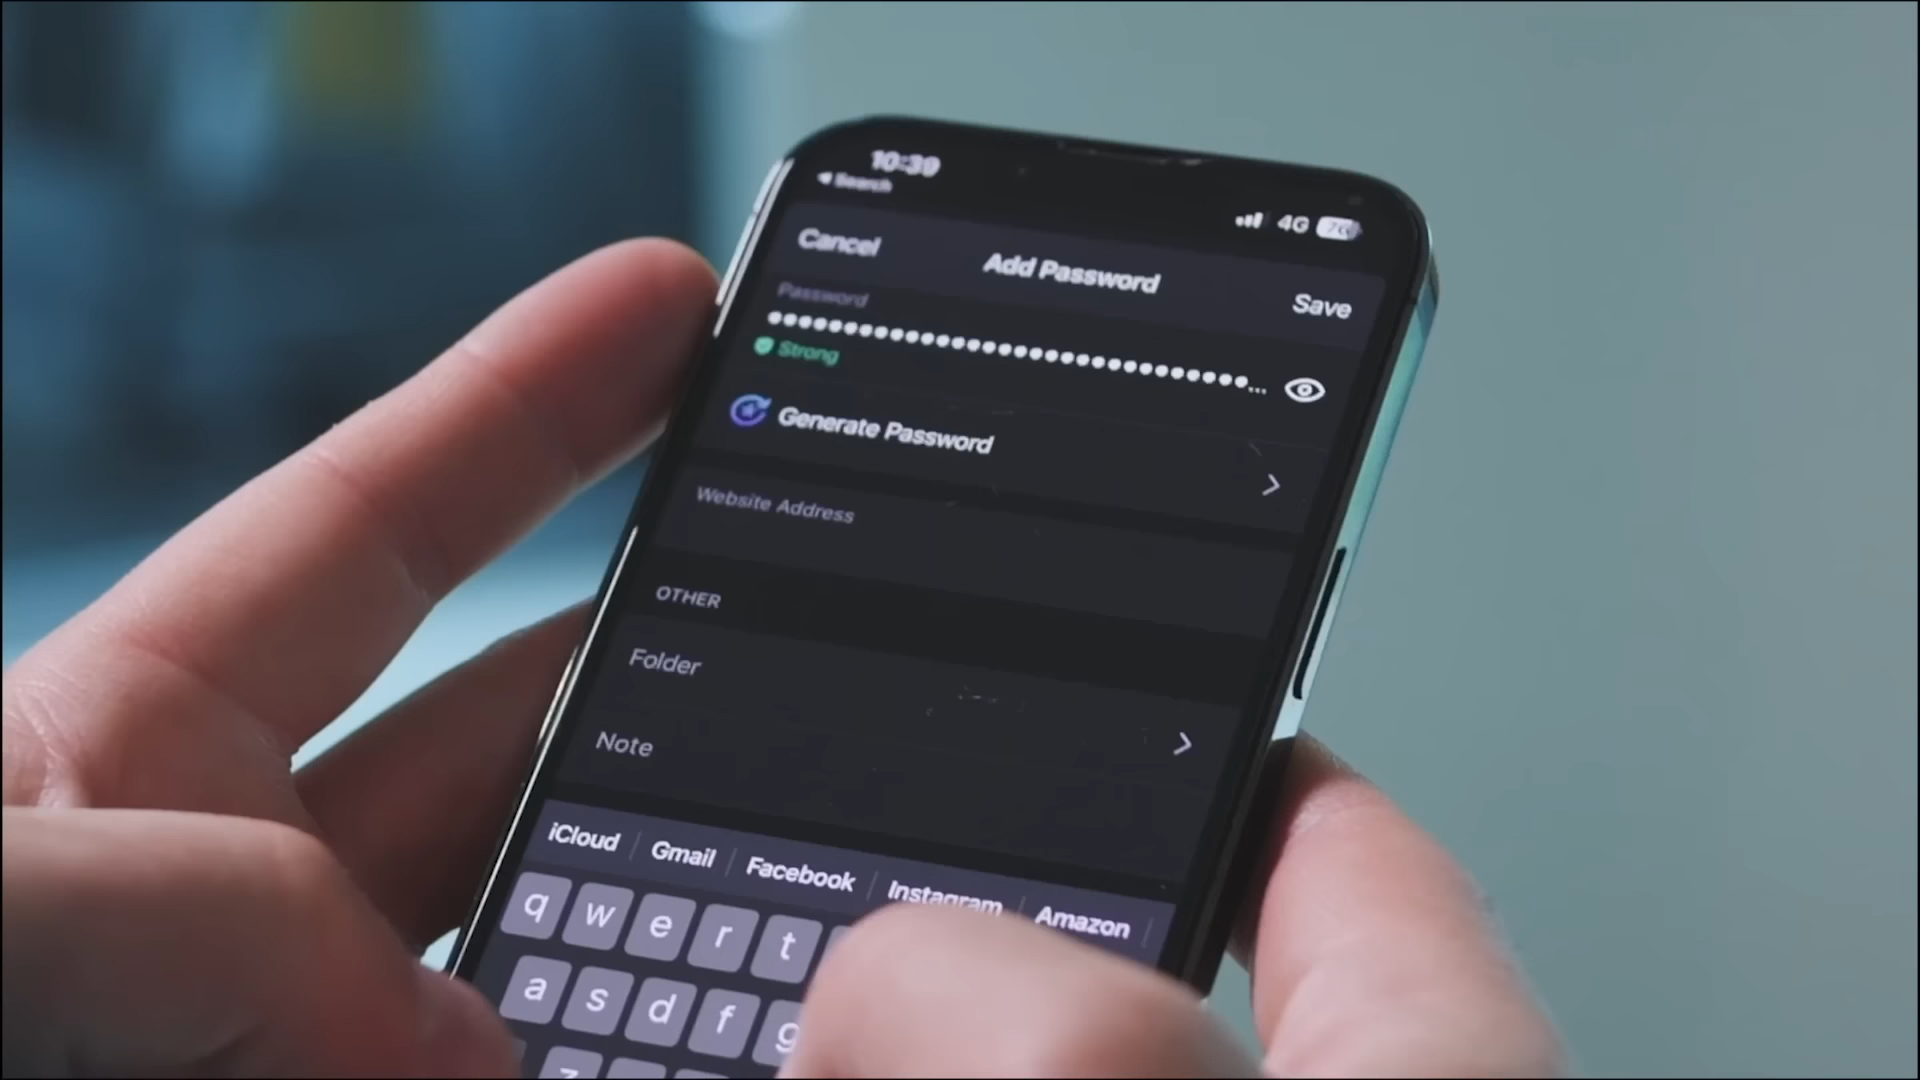 10:39
Search
4G
Cancel
Add Password
Save
Password
Strong
Generate Password
Website Address
OTHER
Folder
Note
iCloud
Gmail
Facebook
Instagram
Amazon
q w e r t
a s d f g
z